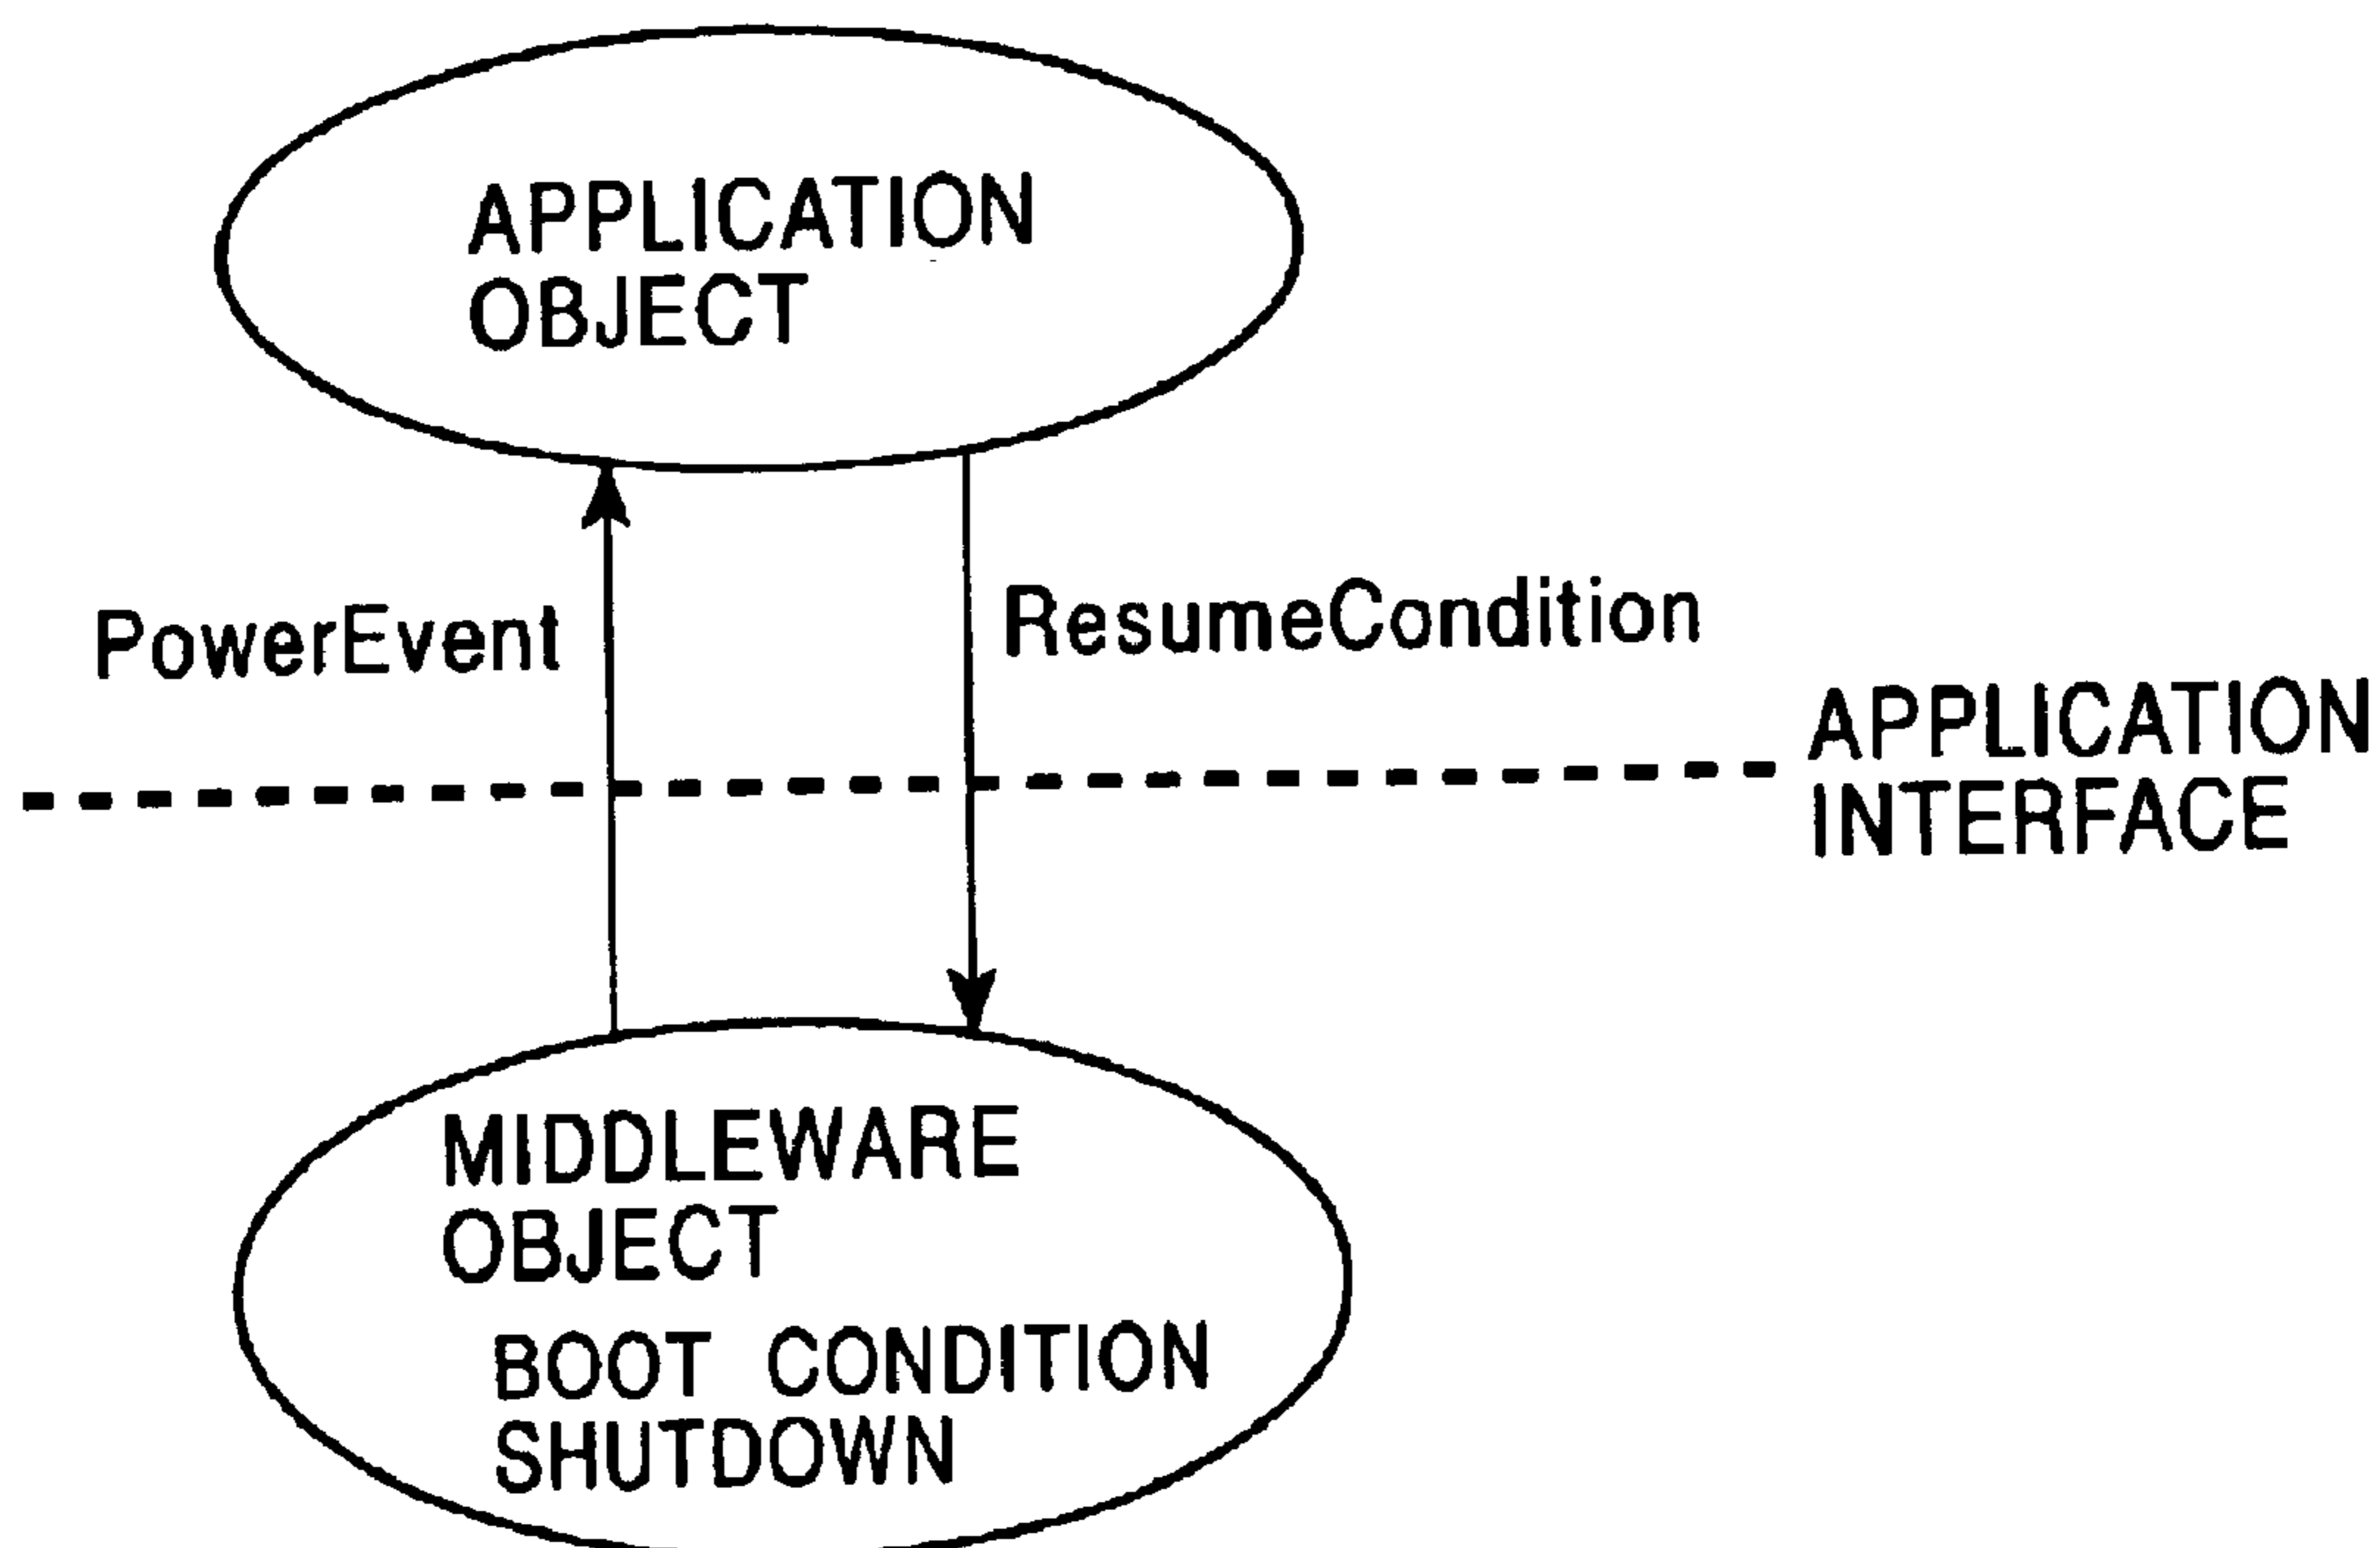 APPLICATION
OBJECT
PowerEvent
ResumeCondition
APPLICATION
INTERFACE
MIDDLEWARE
OBJECT
BOOT CONDITION
SHUTDOWN